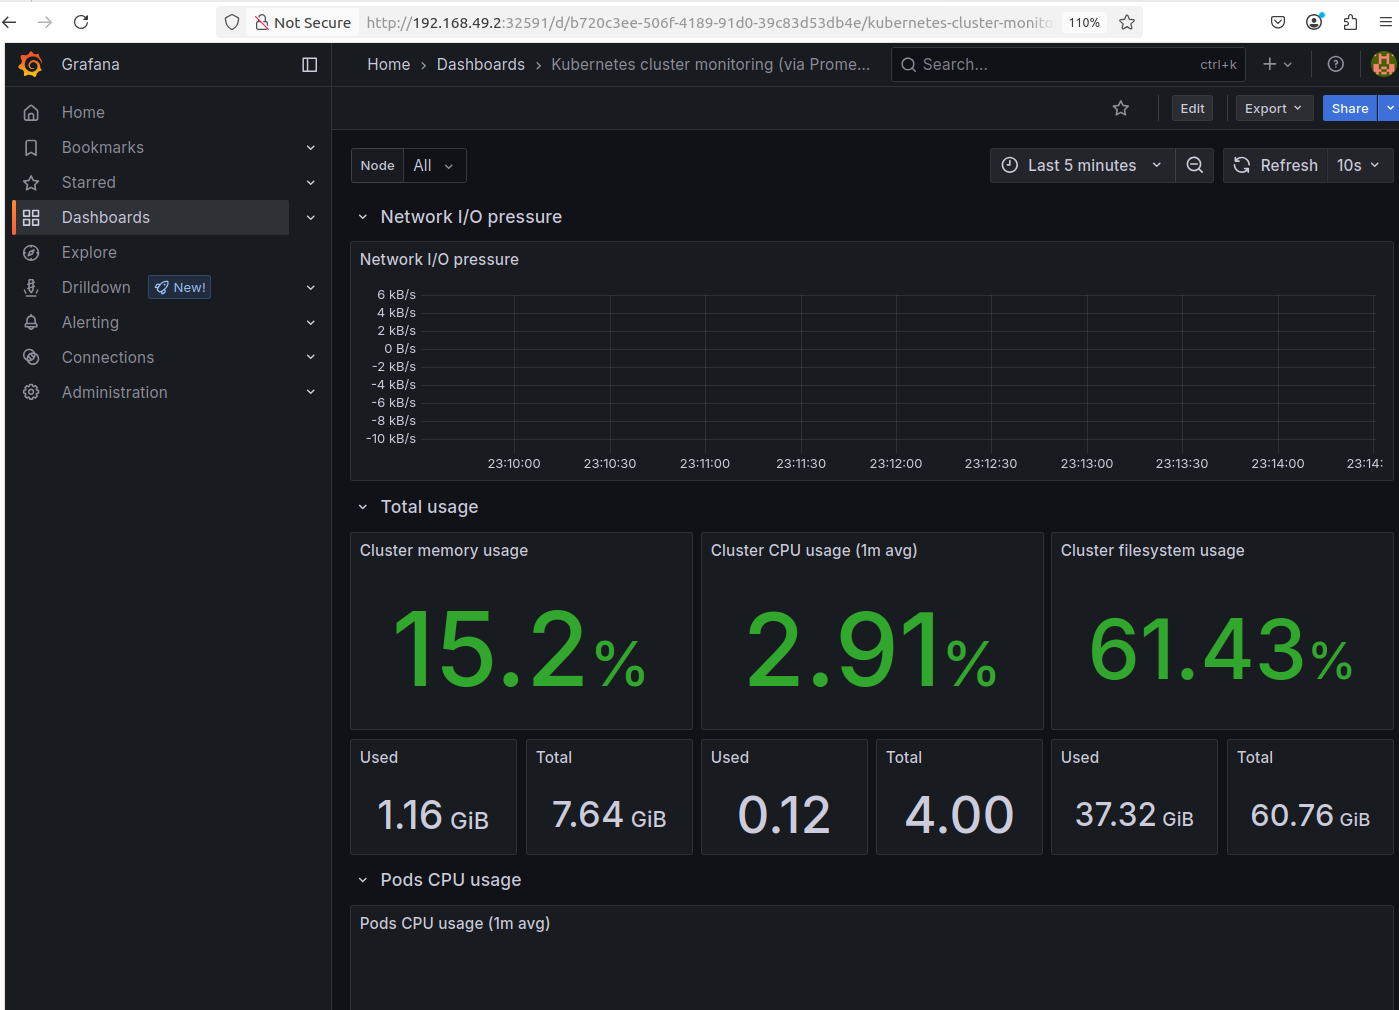 Not Secure http://192.168.49.2:32591/d/b720c3ee-506f-4189-91d0-39c83d53db4e/kubernetes-cluster-monito 110%
Grafana
Home › Dashboards › Kubernetes cluster monitoring (via Prome...
Search... ctrl+k
Edit Export Share
Home
Bookmarks
Starred
Dashboards
Explore
Drilldown New!
Alerting
Connections
Administration
Node All
Last 5 minutes Refresh 10s
Network I/O pressure
Network I/O pressure
6 kB/s
4 kB/s
2 kB/s
0 B/s
-2 kB/s
-4 kB/s
-6 kB/s
-8 kB/s
-10 kB/s
23:10:00 23:10:30 23:11:00 23:11:30 23:12:00 23:12:30 23:13:00 23:13:30 23:14:00 23:14:
Total usage
Cluster memory usage
15.2%
Cluster CPU usage (1m avg)
2.91%
Cluster filesystem usage
61.43%
Used
1.16 GiB
Total
7.64 GiB
Used
0.12
Total
4.00
Used
37.32 GiB
Total
60.76 GiB
Pods CPU usage
Pods CPU usage (1m avg)